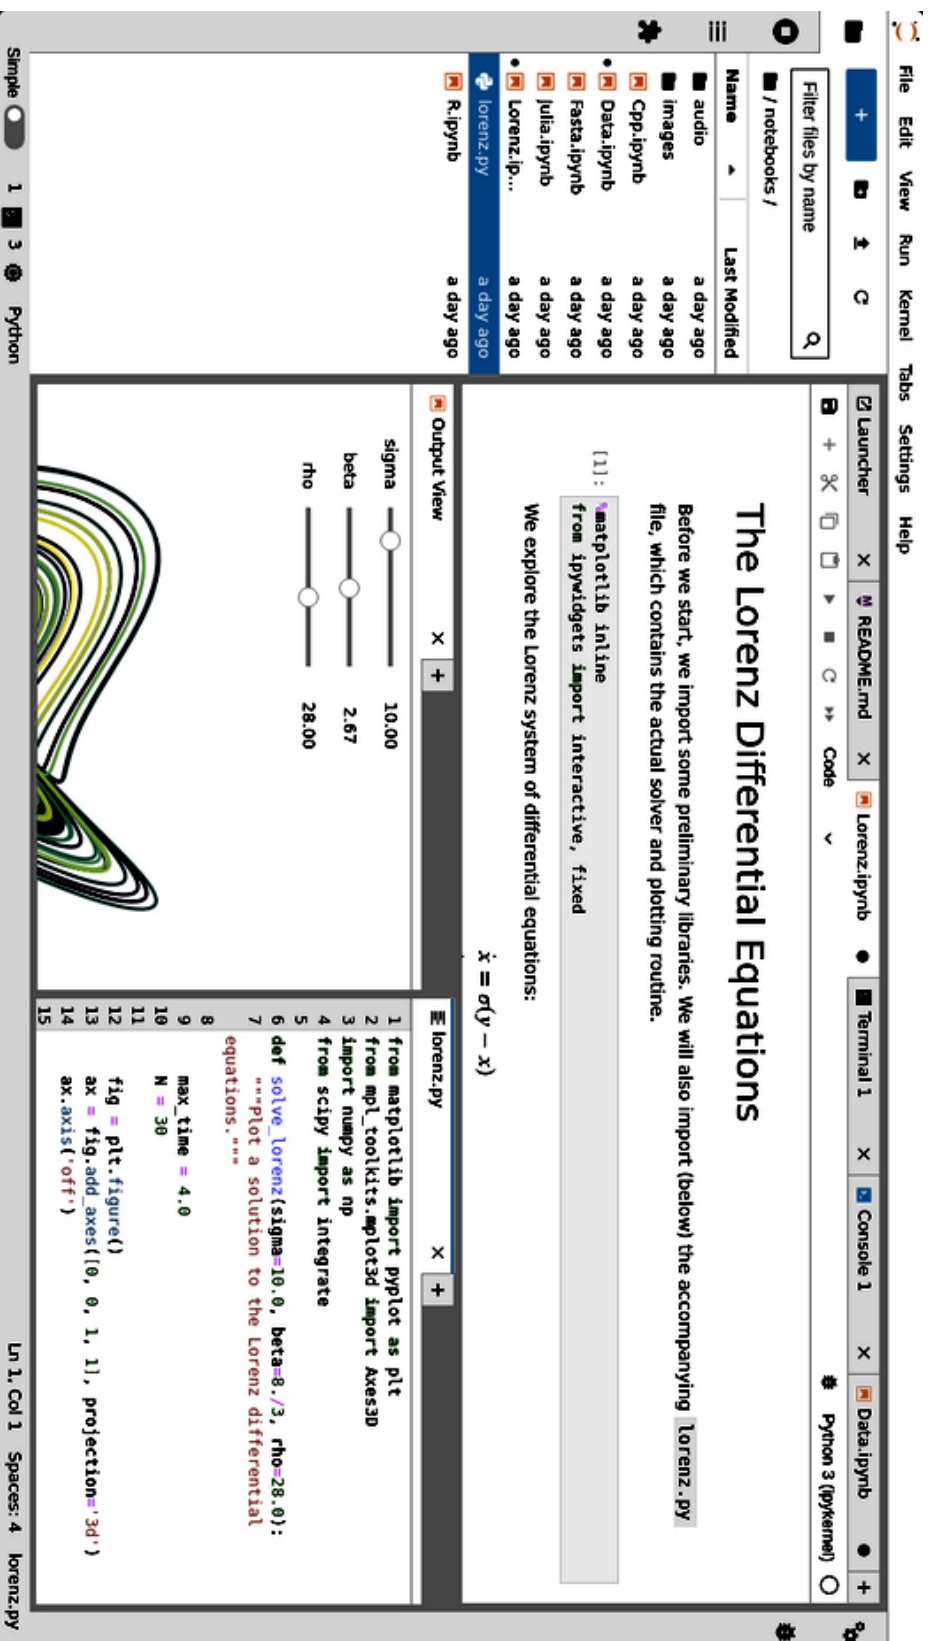 File Edit View Run Kernel Tabs Settings Help
+
Filter files by name
/ notebooks /
Name Last Modified
audio a day ago
images a day ago
Cpp.ipynb a day ago
Data.ipynb a day ago
Fasta.ipynb a day ago
Julia.ipynb a day ago
Lorenz.ip... a day ago
lorenz.py a day ago
R.ipynb a day ago
Launcher × README.md × Lorenz.ipynb Terminal 1 × Console 1 × Data.ipynb +
Code Python 3 (ipykernel)
The Lorenz Differential Equations
Before we start, we import some preliminary libraries. We will also import (below) the accompanying lorenz.py
file, which contains the actual solver and plotting routine.
[1]: %matplotlib inline
from ipywidgets import interactive, fixed
We explore the Lorenz system of differential equations:
ẋ = σ(y − x)
Output View × +
sigma 10.00
beta 2.67
rho 28.00
lorenz.py × +
1 from matplotlib import pyplot as plt
2 from mpl_toolkits.mplot3d import Axes3D
3 import numpy as np
4 from scipy import integrate
5
6 def solve_lorenz(sigma=10.0, beta=8./3, rho=28.0):
7 """Plot a solution to the Lorenz differential
equations."""
8
9 max_time = 4.0
10 N = 30
11
12 fig = plt.figure()
13 ax = fig.add_axes([0, 0, 1, 1], projection='3d')
14 ax.axis('off')
15
Simple 1 3 Python Ln 1, Col 1 Spaces: 4 lorenz.py